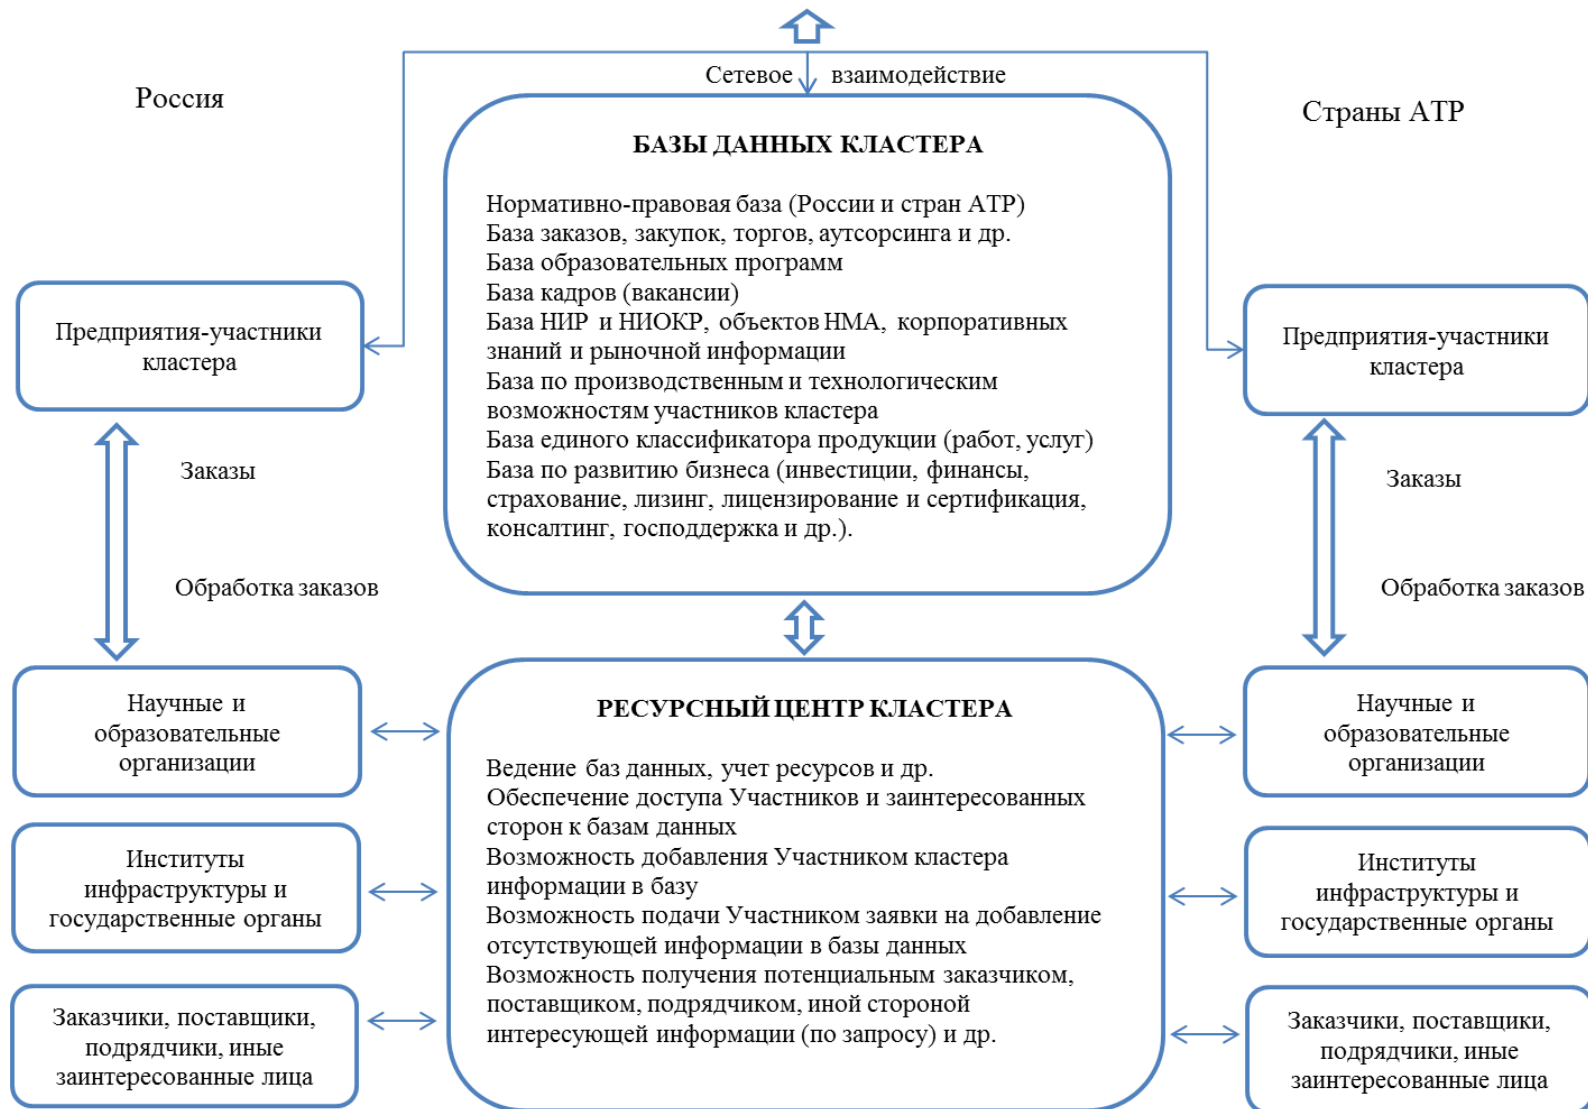 Сетевое взаимодействие
Россия
Страны АТР
БАЗЫ ДАННЫХ КЛАСТЕРА
Нормативно-правовая база (России и стран АТР)
База заказов, закупок, торгов, аутсорсинга и др.
База образовательных программ
База кадров (вакансии)
База НИР и НИОКР, объектов НМА, корпоративных
знаний и рыночной информации
База по производственным и технологическим
возможностям участников кластера
База единого классификатора продукции (работ, услуг)
База по развитию бизнеса (инвестиции, финансы,
страхование, лизинг, лицензирование и сертификация,
консалтинг, господдержка и др.).
Предприятия-участники
кластера
Предприятия-участники
кластера
Заказы
Заказы
Обработка заказов
Обработка заказов
Научные и
образовательные
организации
РЕСУРСНЫЙ ЦЕНТР КЛАСТЕРА
Ведение баз данных, учет ресурсов и др.
Обеспечение доступа Участников и заинтересованных
сторон к базам данных
Возможность добавления Участником кластера
информации в базу
Возможность подачи Участником заявки на добавление
отсутствующей информации в базы данных
Возможность получения потенциальным заказчиком,
поставщиком, подрядчиком, иной стороной
интересующей информации (по запросу) и др.
Научные и
образовательные
организации
Институты
инфраструктуры и
государственные органы
Институты
инфраструктуры и
государственные органы
Заказчики, поставщики,
подрядчики, иные
заинтересованные лица
Заказчики, поставщики,
подрядчики, иные
заинтересованные лица